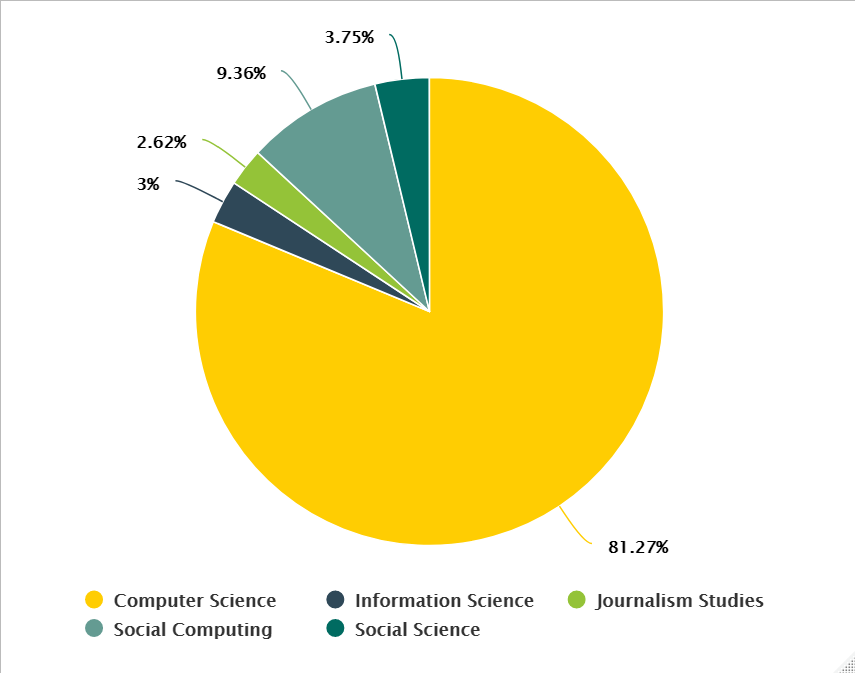 3.75%
9.36%
2.62%
3%
81.27%
Computer Science Information Science Journalism Studies
Social Computing Social Science